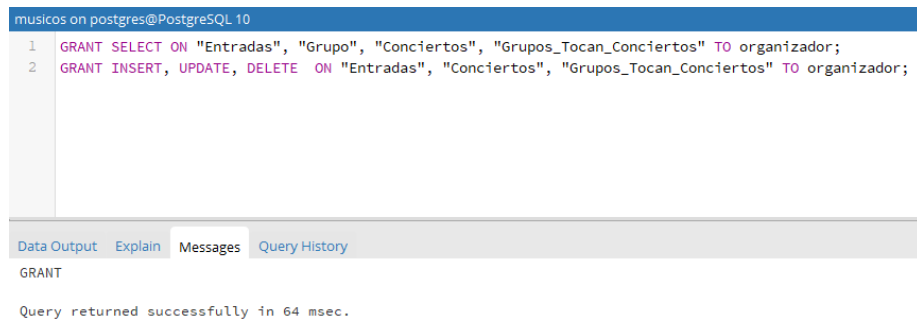 musicos on postgres@PostgreSQL 10
1 GRANT SELECT ON "Entradas", "Grupo", "Conciertos", "Grupos_Tocan_Conciertos" TO organizador;
2 GRANT INSERT, UPDATE, DELETE  ON "Entradas", "Conciertos", "Grupos_Tocan_Conciertos" TO organizador;
Data Output Explain Messages Query History
GRANT
Query returned successfully in 64 msec.